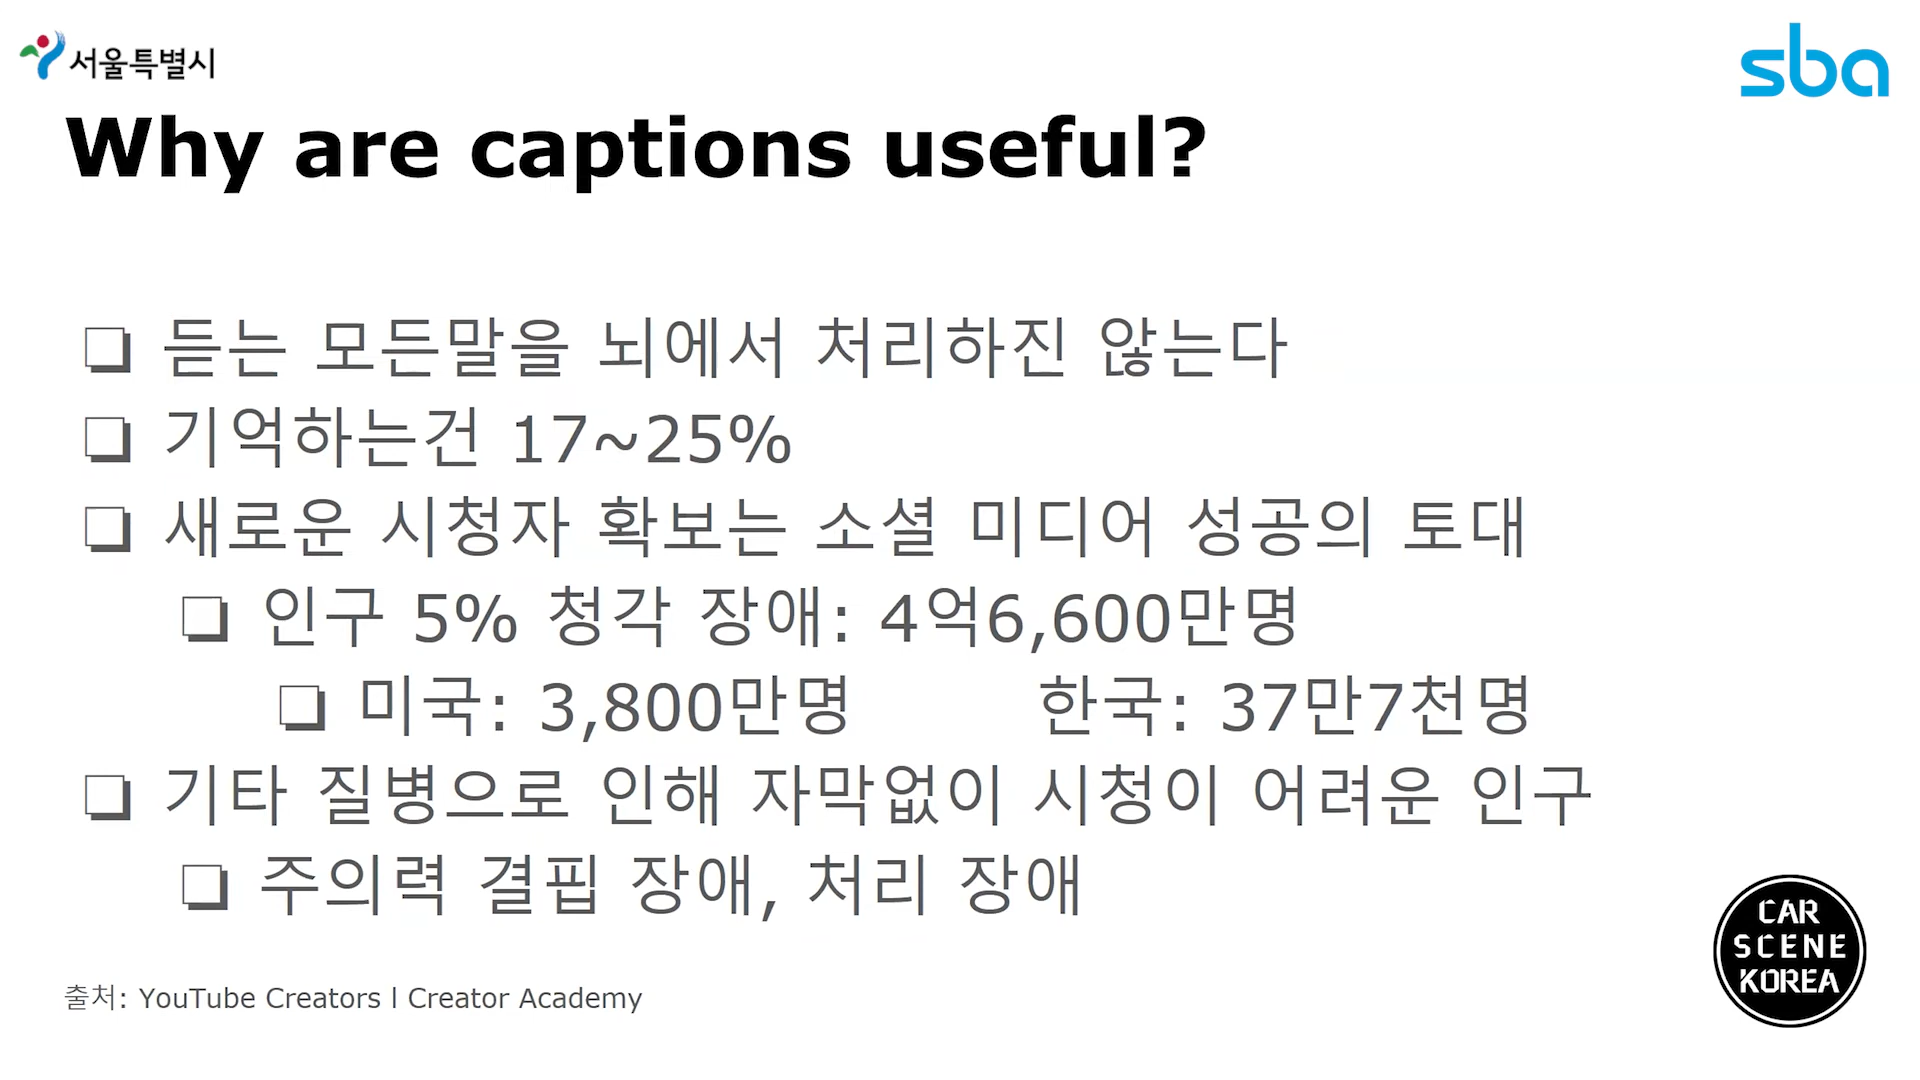 서울특별시
sba
Why are captions useful?
❏ 듣는 모든말을 뇌에서 처리하진 않는다
❏ 기억하는건 17~25%
❏ 새로운 시청자 확보는 소셜 미디어 성공의 토대
❏ 인구 5% 청각 장애: 4억6,600만명
❏ 미국: 3,800만명 한국: 37만7천명
❏ 기타 질병으로 인해 자막없이 시청이 어려운 인구
❏ 주의력 결핍 장애, 처리 장애
출처: YouTube Creators l Creator Academy
CAR
SCENE
KOREA